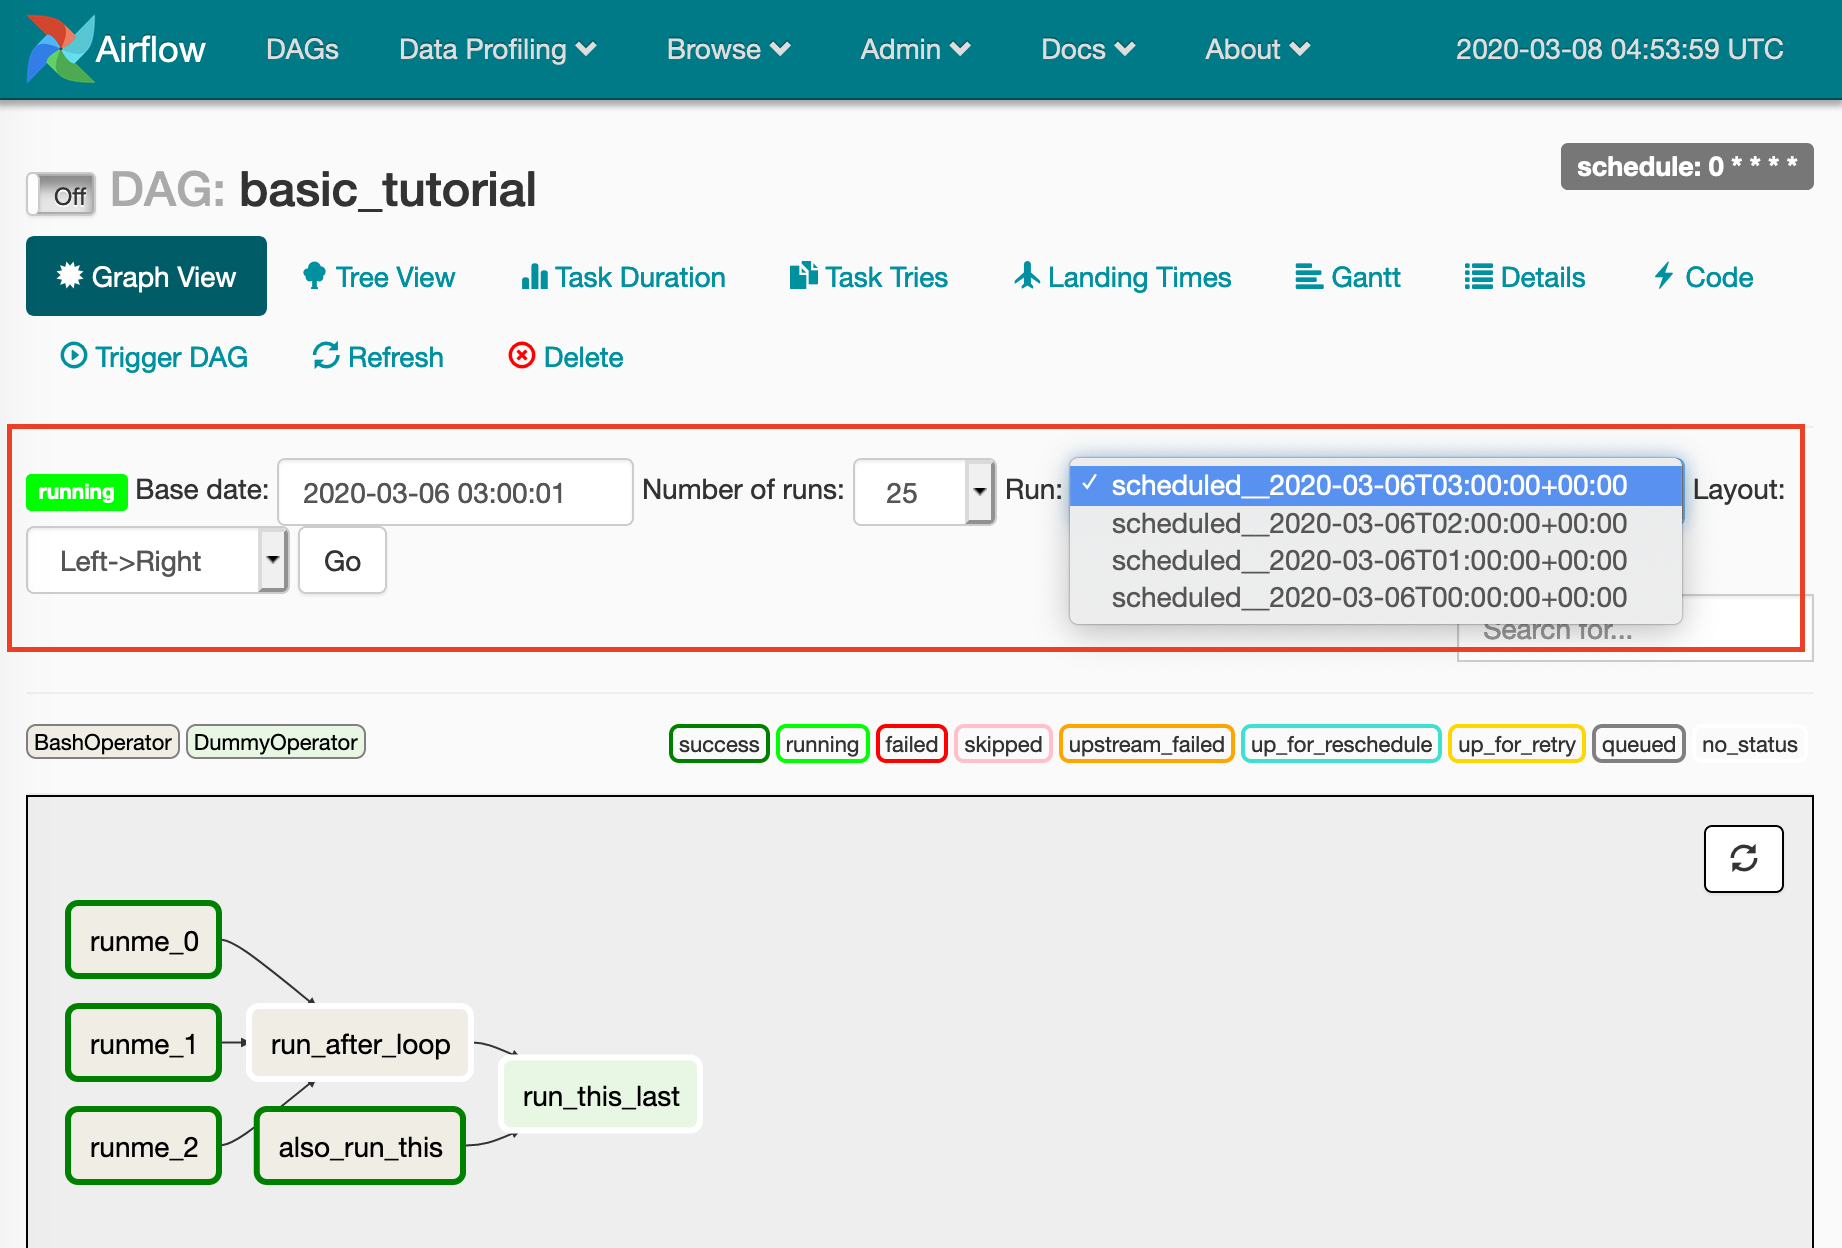 Airflow DAGs Data Profiling Browse Admin Docs About 2020-03-08 04:53:59 UTC
schedule: 0 * * * *
Off DAG: basic_tutorial
Graph View Tree View Task Duration Task Tries Landing Times Gantt Details Code
Trigger DAG Refresh Delete
running Base date: 2020-03-06 03:00:01 Number of runs: 25 Run: ✓ scheduled__2020-03-06T03:00:00+00:00 Layout:
scheduled__2020-03-06T02:00:00+00:00
Left->Right Go scheduled__2020-03-06T01:00:00+00:00
scheduled__2020-03-06T00:00:00+00:00
Search for...
BashOperator DummyOperator success running failed skipped upstream_failed up_for_reschedule up_for_retry queued no_status
runme_0
runme_1 run_after_loop
run_this_last
runme_2 also_run_this